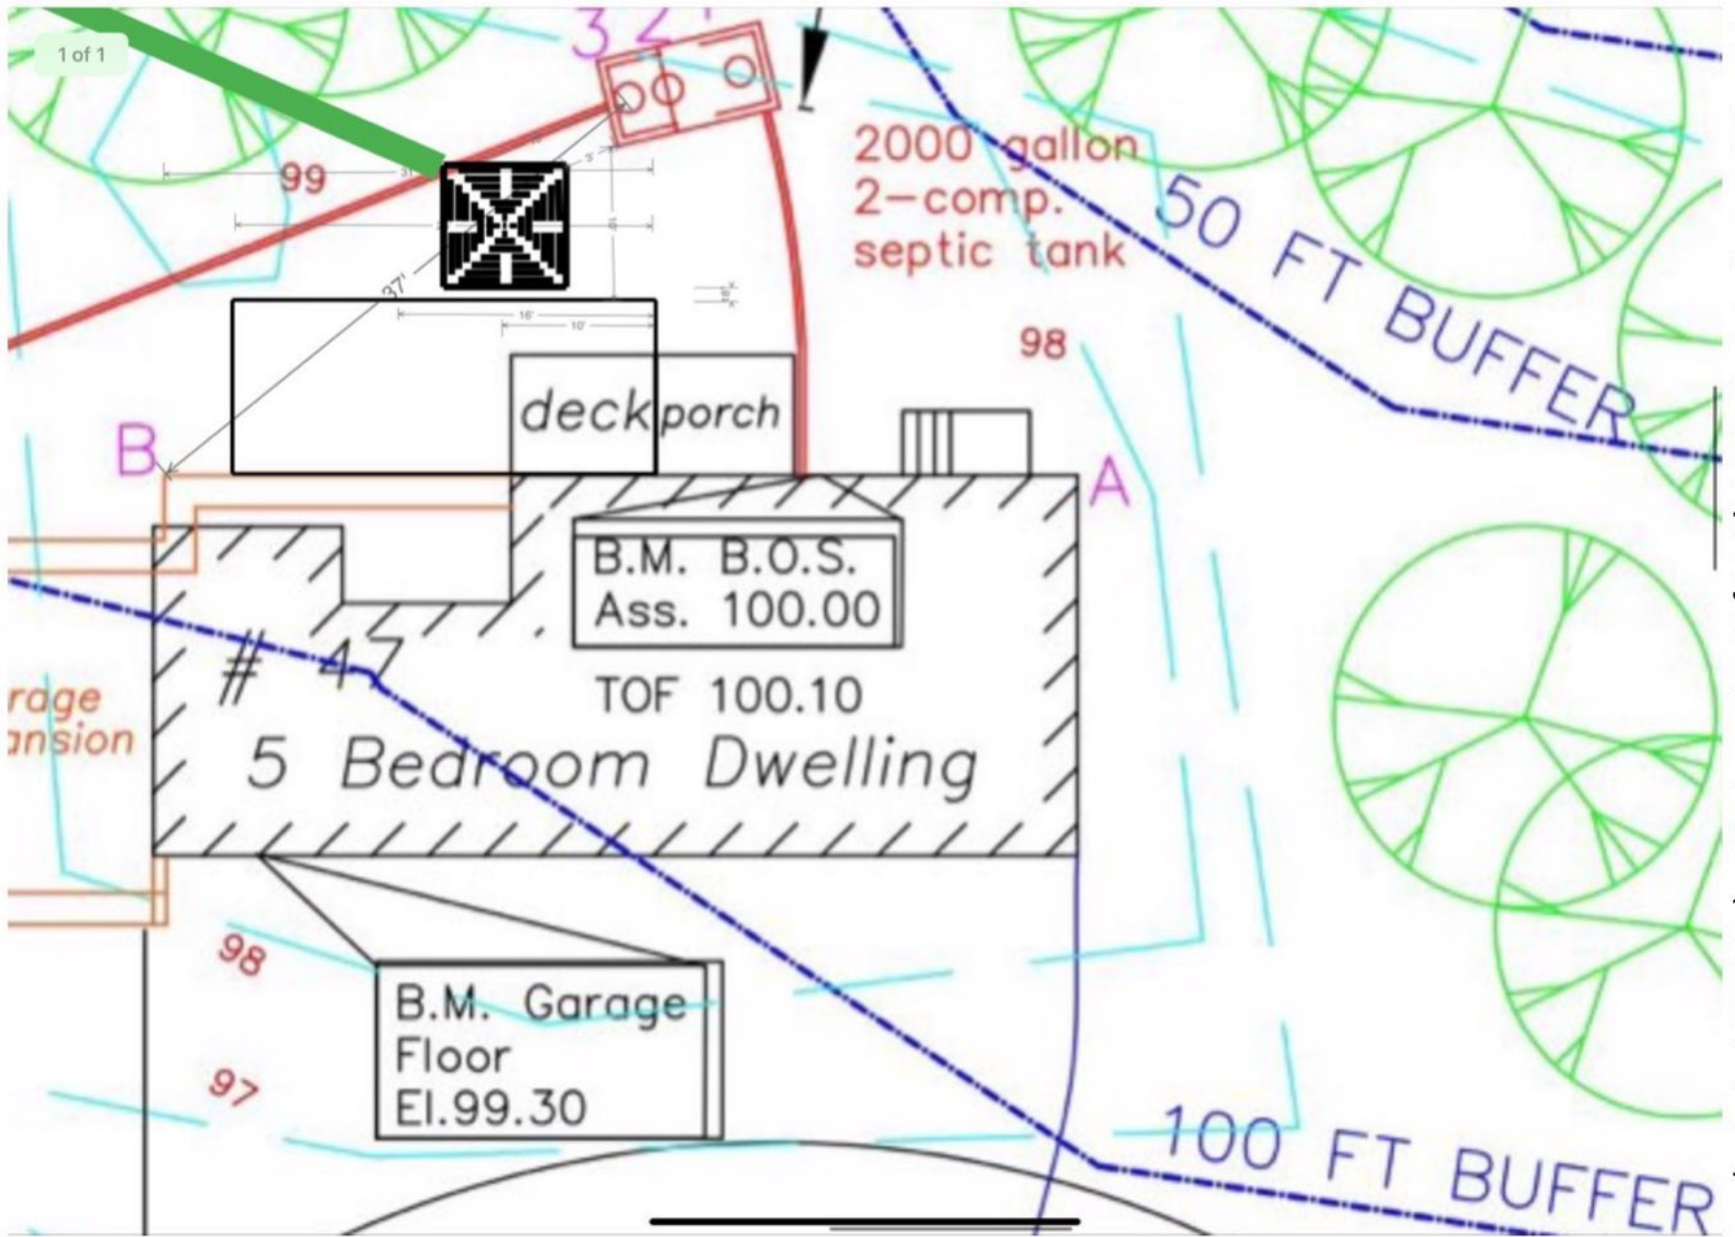 1 of 1
32'
99
5'
37'
16'
10'
2000 gallon
2-comp.
septic tank
50 FT BUFFER
98
deck
porch
B
A
B.M. B.O.S.
Ass. 100.00
# 47
TOF 100.10
rage
ansion
5 Bedroom Dwelling
98
B.M. Garage
Floor
El.99.30
97
100 FT BUFFER